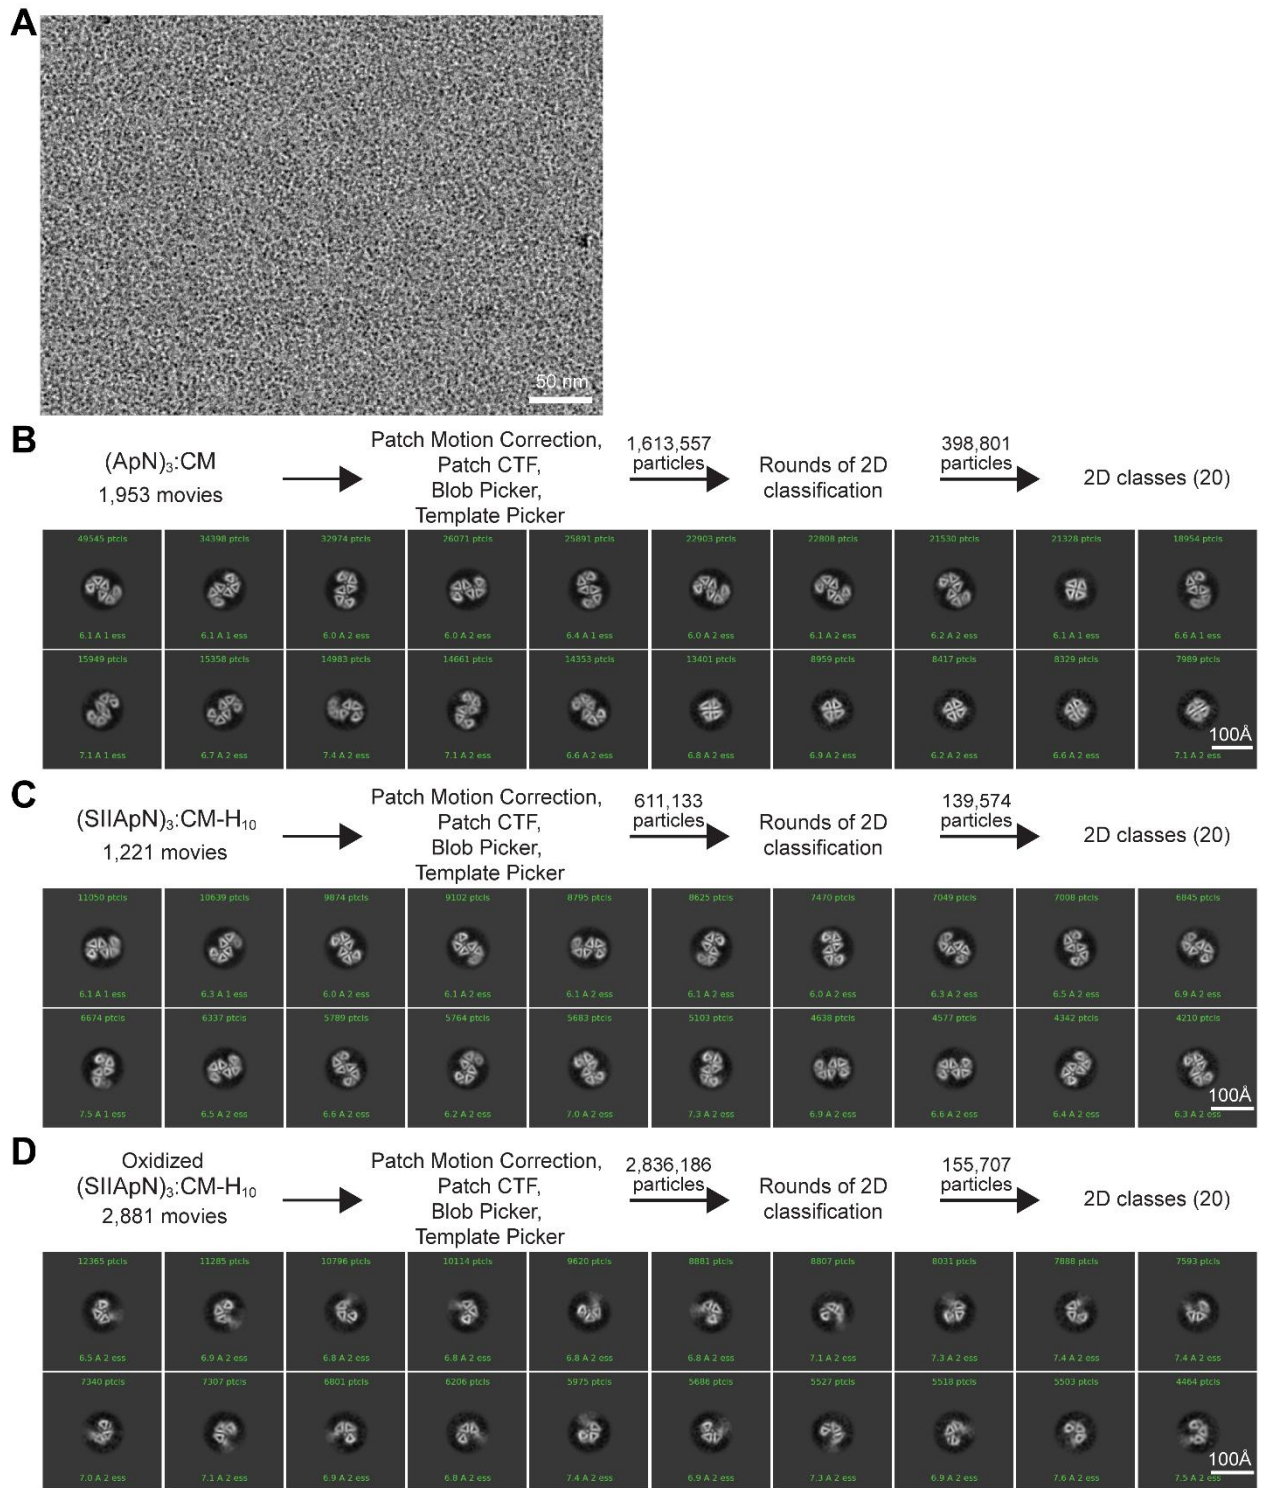 A
50 nm
B
(ApN)₃:CM
1,953 movies
Patch Motion Correction,
Patch CTF,
Blob Picker,
Template Picker
1,613,557
particles
Rounds of 2D
classification
398,801
particles
2D classes (20)
49545 ptcls 34398 ptcls 32974 ptcls 26071 ptcls 25891 ptcls 22903 ptcls 22808 ptcls 21530 ptcls 21328 ptcls 18954 ptcls
6.1 A 1 ess 6.1 A 1 ess 6.0 A 2 ess 6.0 A 2 ess 6.4 A 1 ess 6.0 A 2 ess 6.1 A 2 ess 6.2 A 2 ess 6.1 A 1 ess 6.6 A 1 ess
15949 ptcls 15358 ptcls 14983 ptcls 14661 ptcls 14353 ptcls 13401 ptcls 8959 ptcls 8417 ptcls 8329 ptcls 7989 ptcls
7.1 A 1 ess 6.7 A 2 ess 7.4 A 2 ess 7.1 A 2 ess 6.6 A 2 ess 6.8 A 2 ess 6.9 A 2 ess 6.2 A 2 ess 6.6 A 2 ess 7.1 A 2 ess
100Å
C
(SIIApN)₃:CM-H₁₀
1,221 movies
Patch Motion Correction,
Patch CTF,
Blob Picker,
Template Picker
611,133
particles
Rounds of 2D
classification
139,574
particles
2D classes (20)
11050 ptcls 10639 ptcls 9874 ptcls 9102 ptcls 8795 ptcls 8625 ptcls 7470 ptcls 7049 ptcls 7008 ptcls 6845 ptcls
6.1 A 1 ess 6.3 A 1 ess 6.0 A 2 ess 6.1 A 2 ess 6.1 A 2 ess 6.1 A 2 ess 6.0 A 2 ess 6.3 A 2 ess 6.5 A 2 ess 6.9 A 2 ess
6674 ptcls 6337 ptcls 5789 ptcls 5764 ptcls 5683 ptcls 5103 ptcls 4638 ptcls 4577 ptcls 4342 ptcls 4210 ptcls
7.5 A 1 ess 6.5 A 2 ess 6.6 A 2 ess 6.2 A 2 ess 7.0 A 2 ess 7.3 A 2 ess 6.9 A 2 ess 6.6 A 2 ess 6.4 A 2 ess 6.3 A 2 ess
100Å
D
Oxidized
(SIIApN)₃:CM-H₁₀
2,881 movies
Patch Motion Correction,
Patch CTF,
Blob Picker,
Template Picker
2,836,186
particles
Rounds of 2D
classification
155,707
particles
2D classes (20)
12365 ptcls 11285 ptcls 10796 ptcls 10114 ptcls 9620 ptcls 8881 ptcls 8807 ptcls 8031 ptcls 7888 ptcls 7593 ptcls
6.5 A 2 ess 6.9 A 2 ess 6.8 A 2 ess 6.8 A 2 ess 6.8 A 2 ess 6.8 A 2 ess 7.1 A 2 ess 7.3 A 2 ess 7.4 A 2 ess 7.4 A 2 ess
7340 ptcls 7307 ptcls 6801 ptcls 6206 ptcls 5975 ptcls 5686 ptcls 5527 ptcls 5518 ptcls 5503 ptcls 4464 ptcls
7.0 A 2 ess 7.1 A 2 ess 6.9 A 2 ess 6.8 A 2 ess 7.4 A 2 ess 6.9 A 2 ess 7.3 A 2 ess 6.9 A 2 ess 7.6 A 2 ess 7.5 A 2 ess
100Å